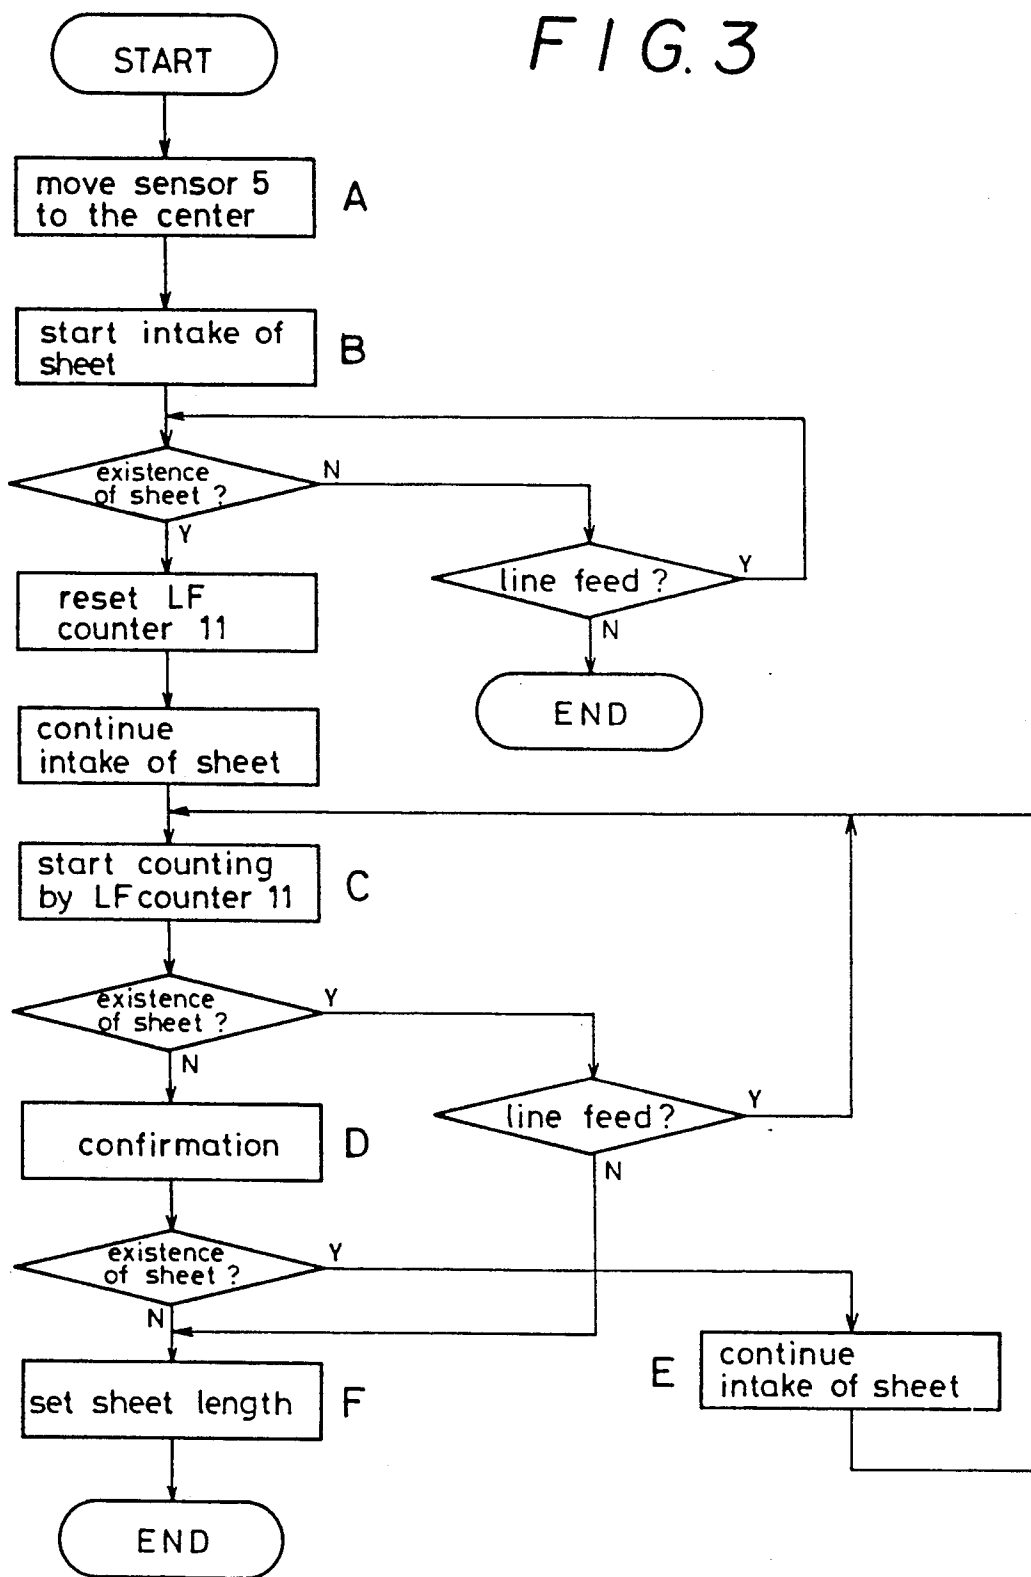 FIG. 3
START
move sensor 5
to the center
A
start intake of
sheet
B
existence
of sheet ?
N
Y
line feed ?
Y
N
reset LF
counter 11
END
continue
intake of sheet
start counting
by LF counter 11
C
existence
of sheet ?
Y
N
line feed ?
Y
N
confirmation
D
existence
of sheet ?
Y
N
continue
intake of sheet
E
set sheet length
F
END